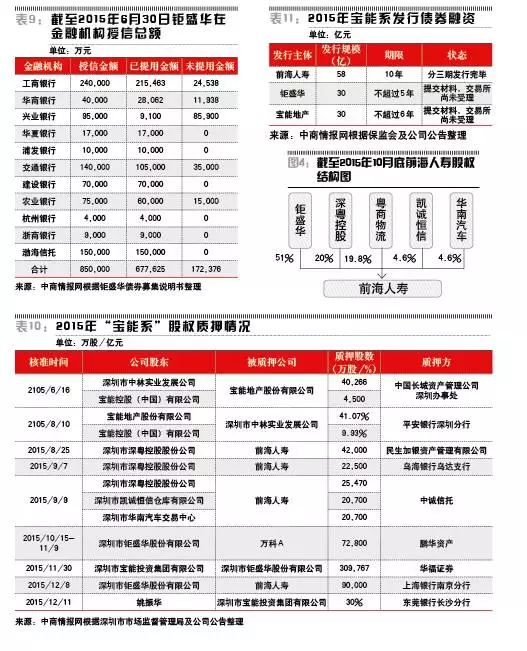 表9：截至2015年6月30日钜盛华在
金融机构授信总额
单位：万元
金融机构 授信金额 已提用金额 未提用金额
工商银行 240,000 215,463 24,538
华南银行 40,000 28,062 11,938
兴业银行 95,000 9,100 85,900
华夏银行 17,000 17,000 0
浦发银行 10,000 10,000 0
交通银行 140,000 105,000 35,000
建设银行 70,000 70,000 0
农业银行 75,000 60,000 15,000
杭州银行 4,000 4,000 0
浙商银行 9,000 9,000 0
渤海信托 150,000 150,000 0
合计 850,000 677,625 172,376
来源：中商情报网根据钜盛华债券募集说明书整理
表11：2015年宝能系发行债券融资
单位：亿元
发行主体 发行规模（亿） 期限 状态
前海人寿 58 10年 分三期发行完毕
钜盛华 30 不超过5年 提交材料，交易所尚未受理
宝能地产 30 不超过6年 提交材料，交易所尚未受理
来源：中商情报网根据保监会及公司公告整理
图4：截至2015年10月底前海人寿股权
结构图
钜盛华 深粤控股 粤商物流 凯诚恒信 华南汽车
51% 20% 19.8% 4.6% 4.6%
前海人寿
表10：2015年“宝能系”股权质押情况
单位：万股／亿元
核准时间 公司股东 被质押公司 质押股数（万股／%） 质押方
2105/6/16 深圳市中林实业发展公司 宝能地产股份有限公司 40,266 中国长城资产管理公司深圳办事处
宝能控股（中国）有限公司 4,500
2105/8/10 宝能地产股份有限公司 深圳市中林实业发展公司 41.07% 平安银行深圳分行
宝能控股（中国）有限公司 9.93%
2015/8/25 深圳市深粤控股股份公司 前海人寿 42,000 民生加银资产管理有限公司
2015/9/7 深圳市深粤控股股份公司 前海人寿 22,500 乌海银行乌达支行
2015/9/9 深圳市深粤控股股份公司 前海人寿 25,470 中诚信托
深圳市凯诚恒信仓库有限公司 20,700
深圳市华南汽车交易中心 20,700
2015/10/15—11/9 深圳市钜盛华股份有限公司 万科A 72,800 鹏华资产
2015/11/30 深圳市宝能投资集团有限公司 深圳市钜盛华股份有限公司 309,767 华福证券
2015/12/8 深圳市钜盛华股份有限公司 前海人寿 90,000 上海银行南京分行
2015/12/11 姚振华 深圳市宝能投资集团有限公司 30% 东莞银行长沙分行
来源：中商情报网根据深圳市市场监督管理局及公司公告整理